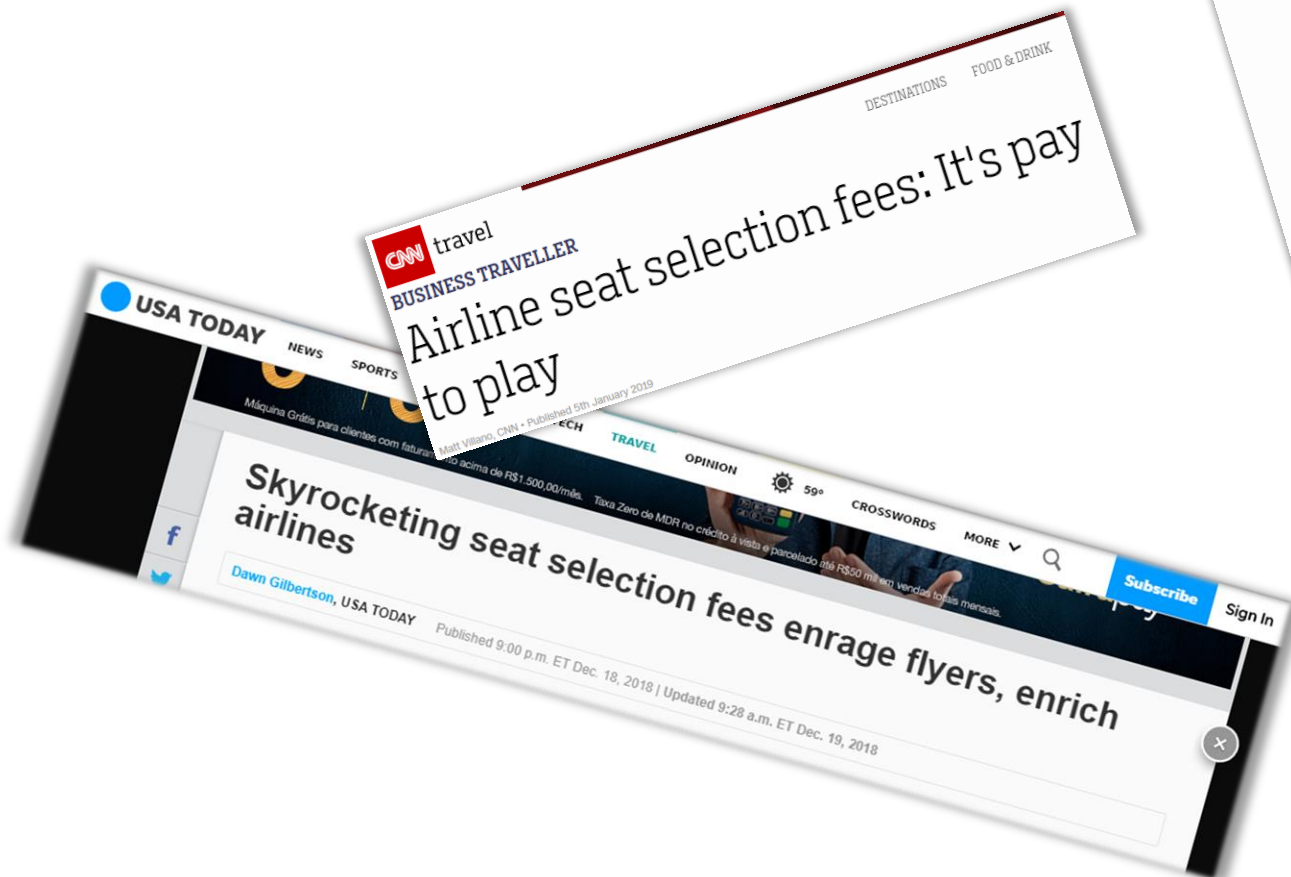 DESTINATIONS FOOD & DRINK
CNN travel
BUSINESS TRAVELLER
Airline seat selection fees: It's pay
to play
Matt Villano, CNN • Published 5th January 2019
USA TODAY NEWS SPORTS TECH TRAVEL OPINION 59° CROSSWORDS MORE Subscribe Sign In
Máquina Grátis para clientes com faturamento acima de R$1.500,00/mês. Taxa Zero de MDR no crédito à vista e parcelado até R$50 mil em vendas totais mensais.
Skyrocketing seat selection fees enrage flyers, enrich
airlines
Dawn Gilbertson, USA TODAY Published 9:00 p.m. ET Dec. 18, 2018 | Updated 9:28 a.m. ET Dec. 19, 2018